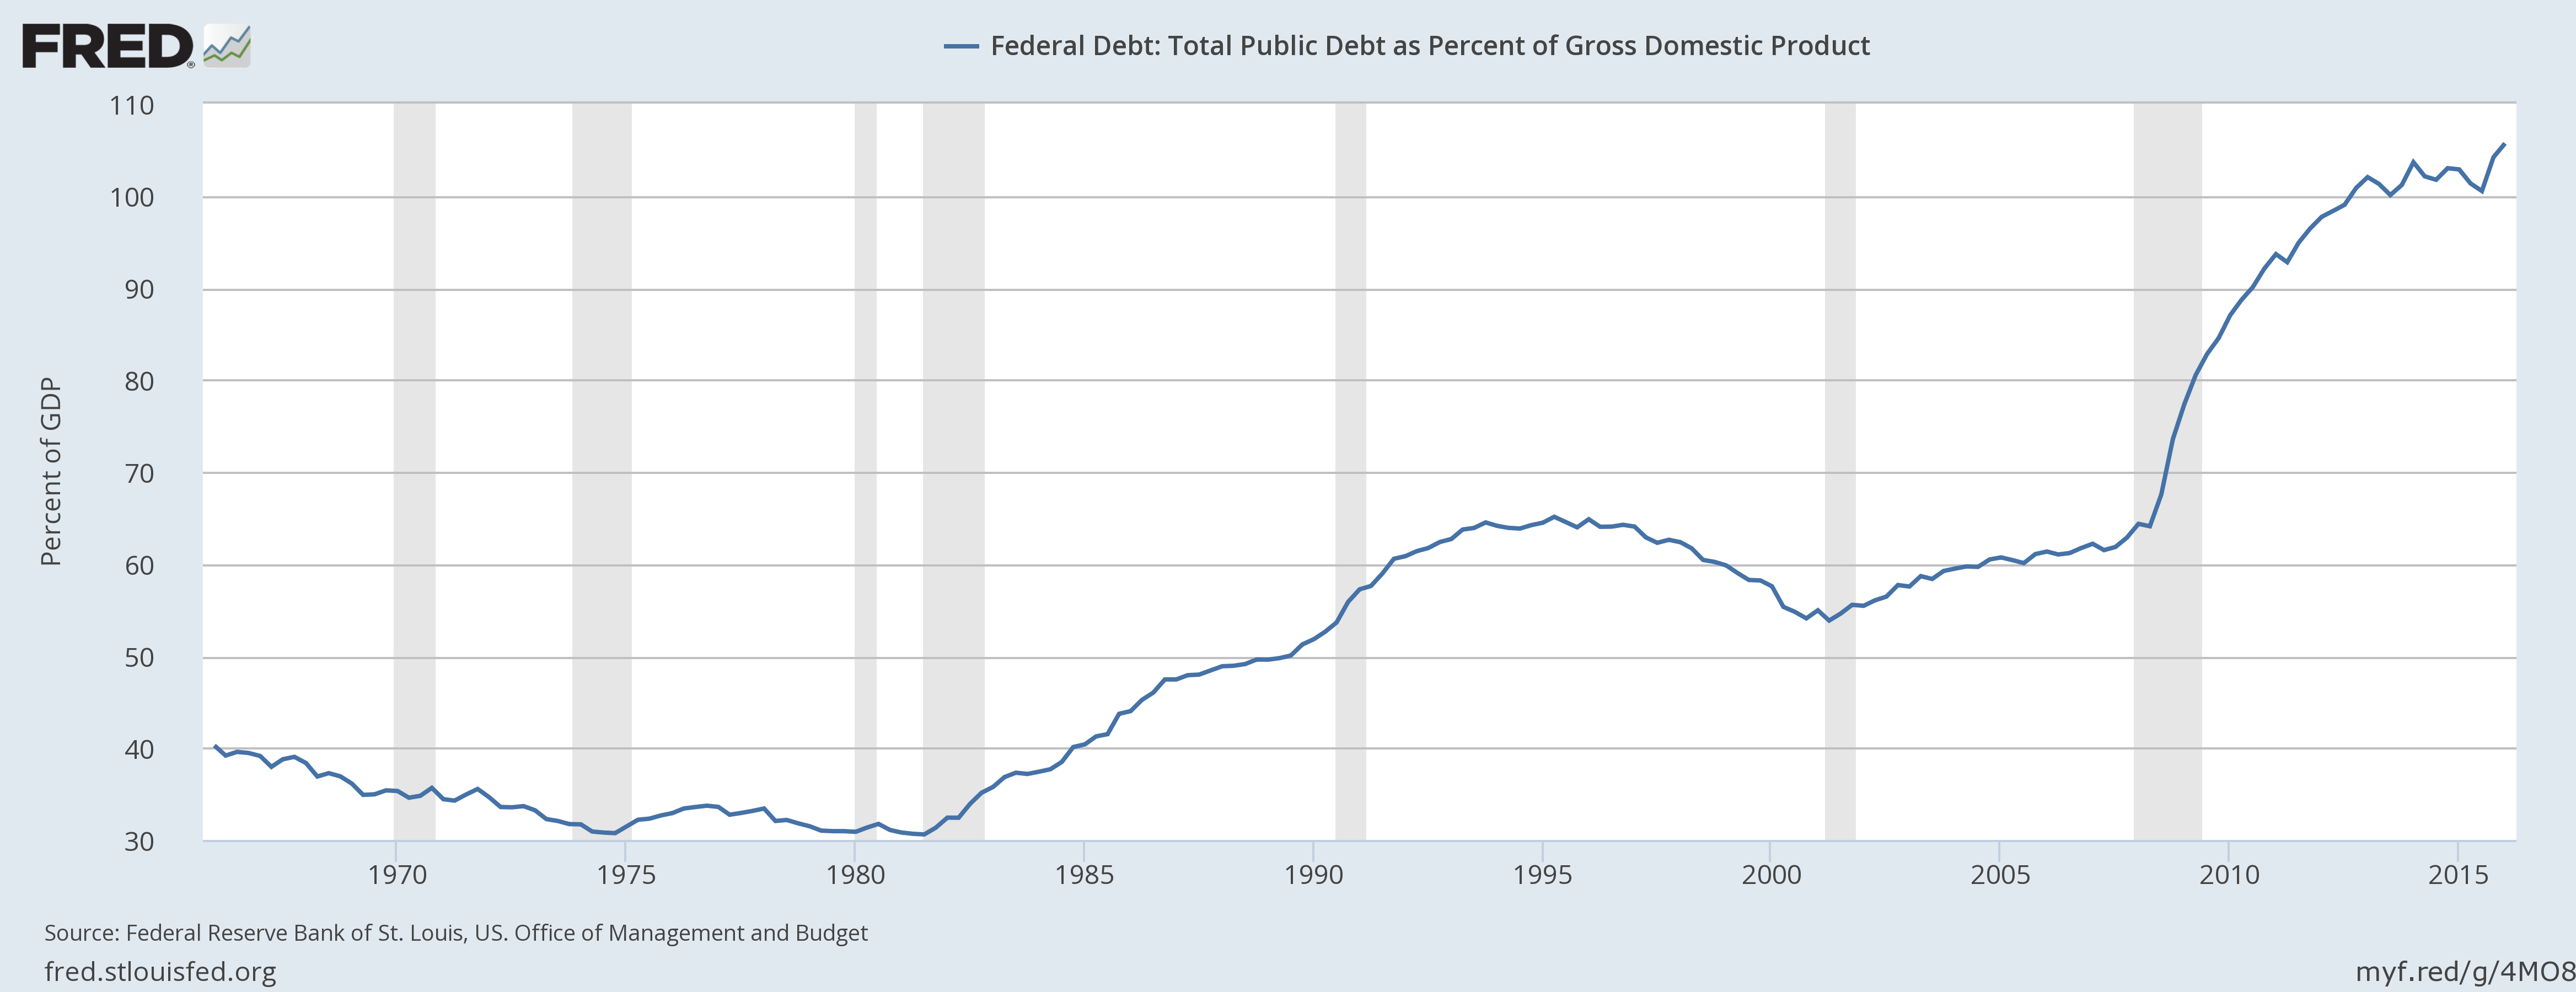 FRED®
Federal Debt: Total Public Debt as Percent of Gross Domestic Product
Percent of GDP
110
100
90
80
70
60
50
40
30
1970 1975 1980 1985 1990 1995 2000 2005 2010 2015
Source: Federal Reserve Bank of St. Louis, US. Office of Management and Budget
fred.stlouisfed.org
myf.red/g/4MO8